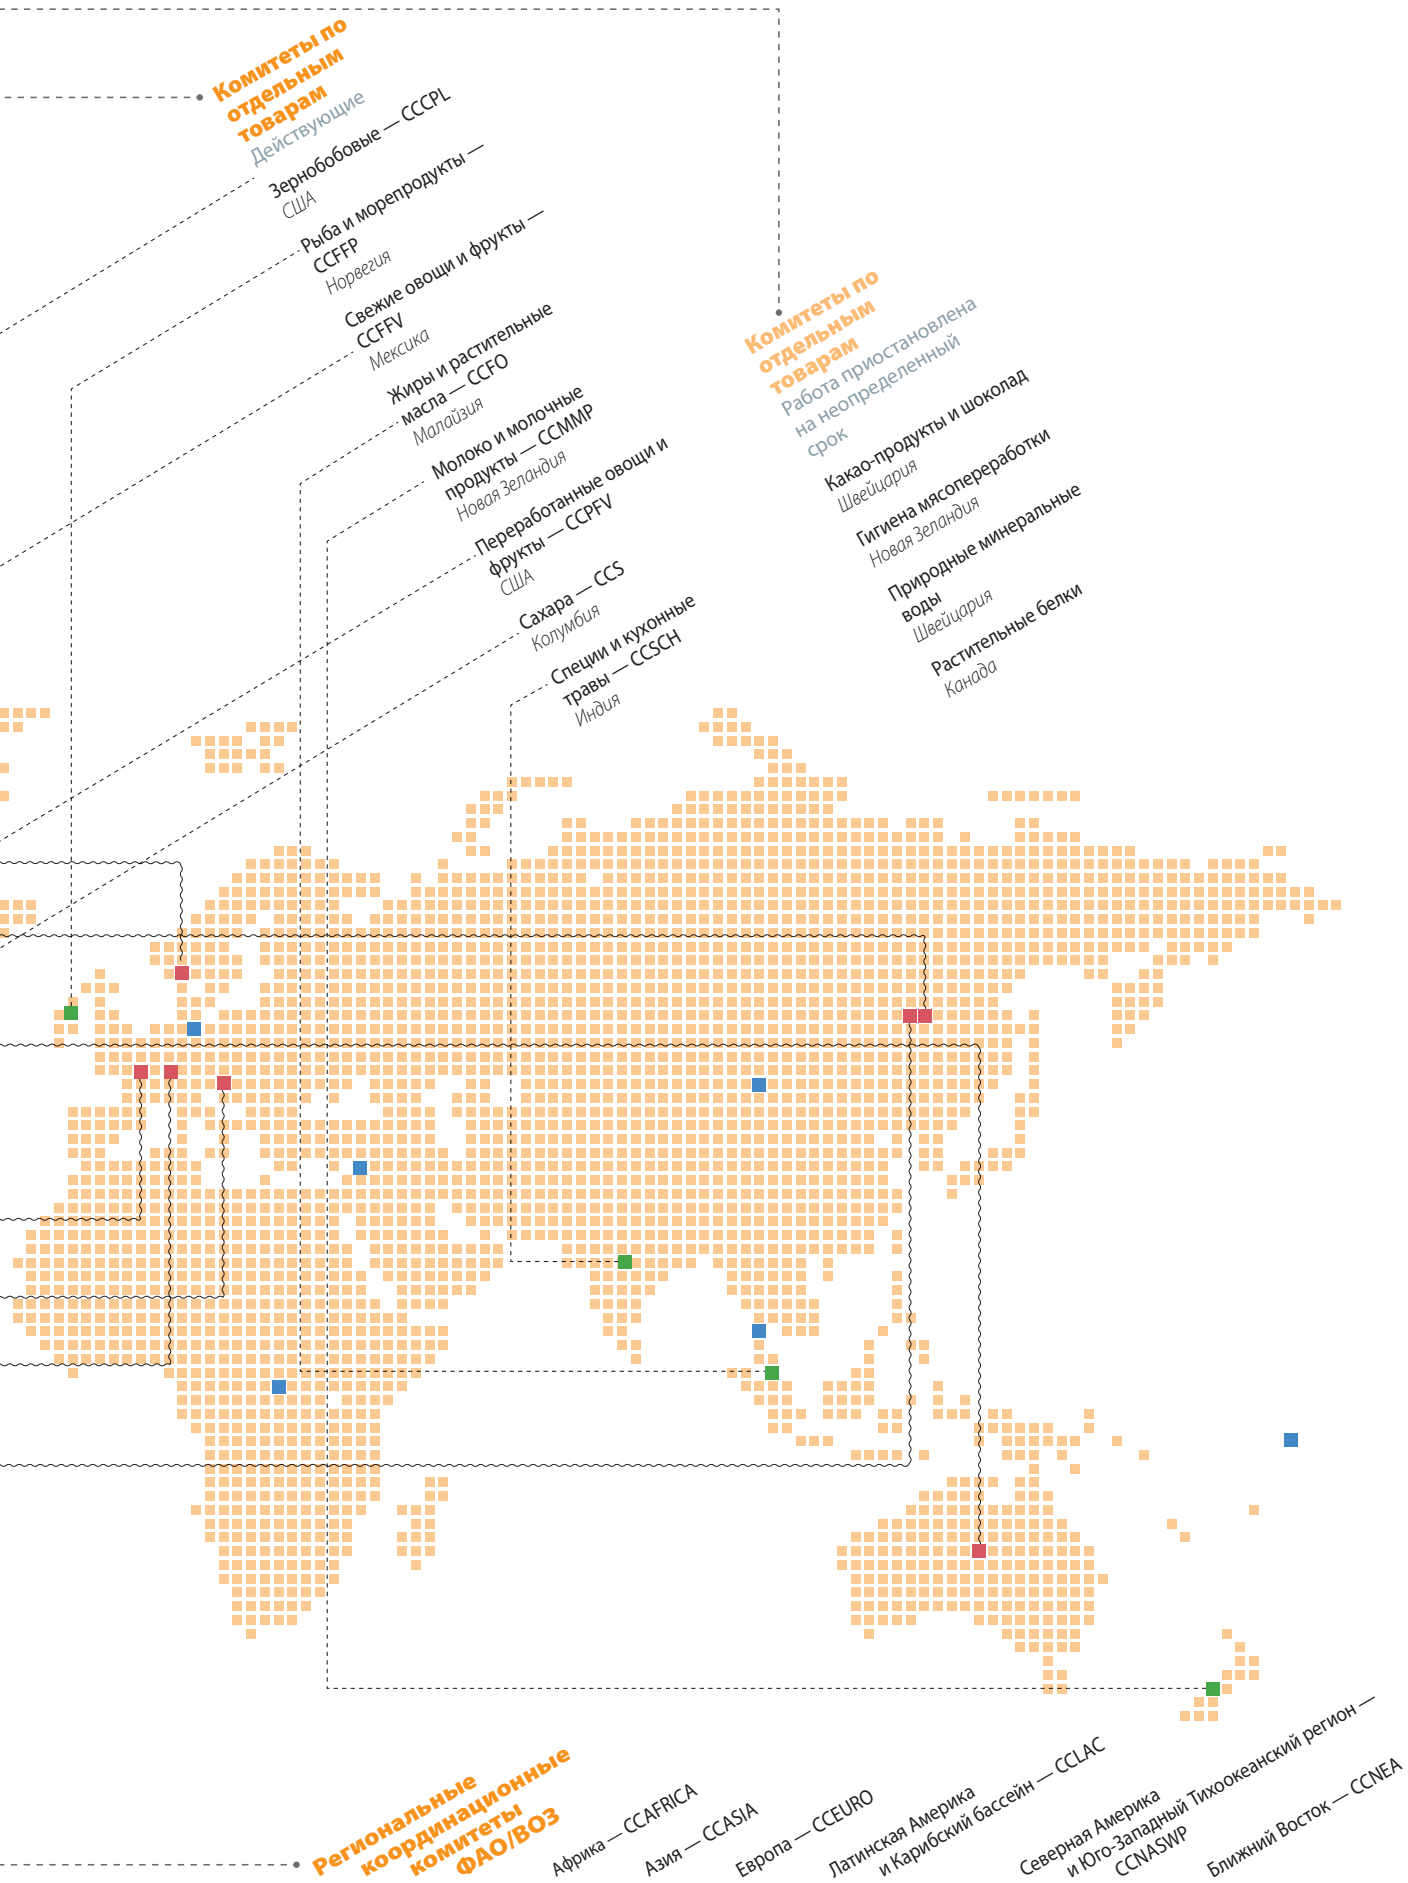 Комитеты по
отдельным
товарам
Действующие
Зернобобовые — CCCPL
США
Рыба и морепродукты —
CCFFP
Норвегия
Свежие овощи и фрукты —
CCFFV
Мексика
Жиры и растительные
масла — CCFO
Малайзия
Молоко и молочные
продукты — CCMMP
Новая Зеландия
Переработанные овощи и
фрукты — CCPFV
США
Сахара — CCS
Колумбия
Специи и кухонные
травы — CCSCH
Индия
Комитеты по
отдельным
товарам
Работа приостановлена
на неопределенный
срок
Какао-продукты и шоколад
Швейцария
Гигиена мясопереработки
Новая Зеландия
Природные минеральные
воды
Швейцария
Растительные белки
Канада
Региональные
координационные
комитеты
ФАО/ВОЗ
Африка — CCAFRICA
Азия — CCASIA
Европа — CCEURO
Латинская Америка
и Карибский бассейн — CCLAC
Северная Америка
и Юго-Западный Тихоокеанский регион —
CCNASWP
Ближний Восток — CCNEA